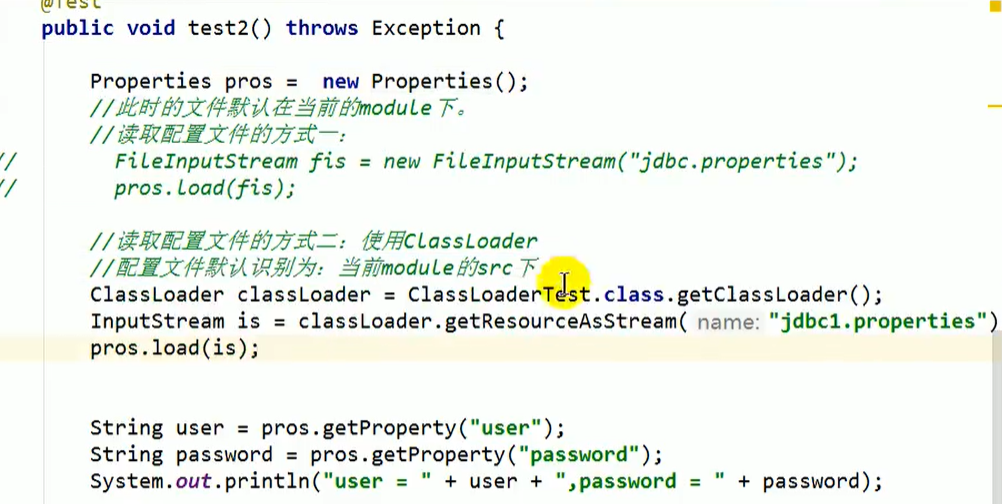 @Test
public void test2() throws Exception {
Properties pros =  new Properties();
//此时的文件默认在当前的module下。
//读取配置文件的方式一：
//        FileInputStream fis = new FileInputStream("jdbc.properties");
//        pros.load(fis);
//读取配置文件的方式二：使用ClassLoader
//配置文件默认识别为：当前module的src下
ClassLoader classLoader = ClassLoaderTest.class.getClassLoader();
InputStream is = classLoader.getResourceAsStream( name: "jdbc1.properties")
pros.load(is);
String user = pros.getProperty("user");
String password = pros.getProperty("password");
System.out.println("user = " + user + ",password = " + password);